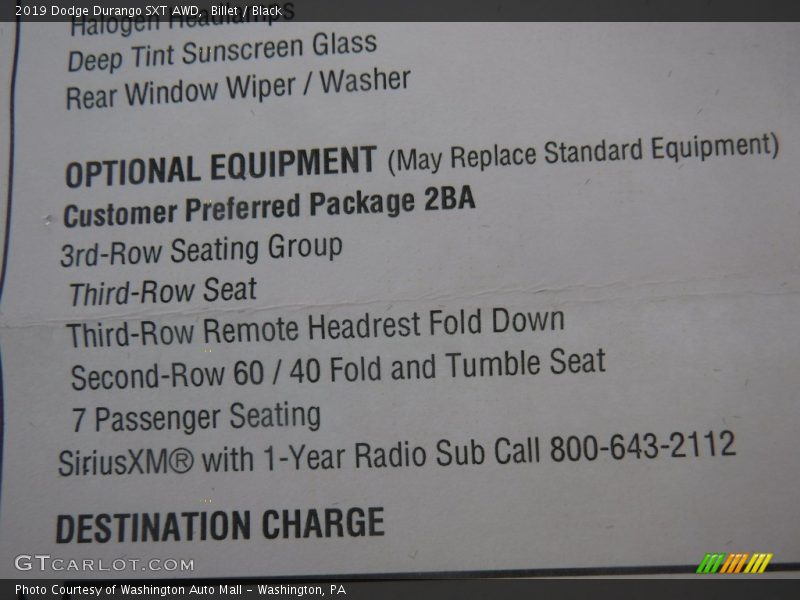 2019 Dodge Durango SXT AWD, Billet / Black
Halogen Headlamps
Deep Tint Sunscreen Glass
Rear Window Wiper / Washer
OPTIONAL EQUIPMENT (May Replace Standard Equipment)
Customer Preferred Package 2BA
3rd-Row Seating Group
Third-Row Seat
Third-Row Remote Headrest Fold Down
Second-Row 60 / 40 Fold and Tumble Seat
7 Passenger Seating
SiriusXM® with 1-Year Radio Sub Call 800-643-2112
DESTINATION CHARGE
GTCARLOT.COM
Photo Courtesy of Washington Auto Mall - Washington, PA